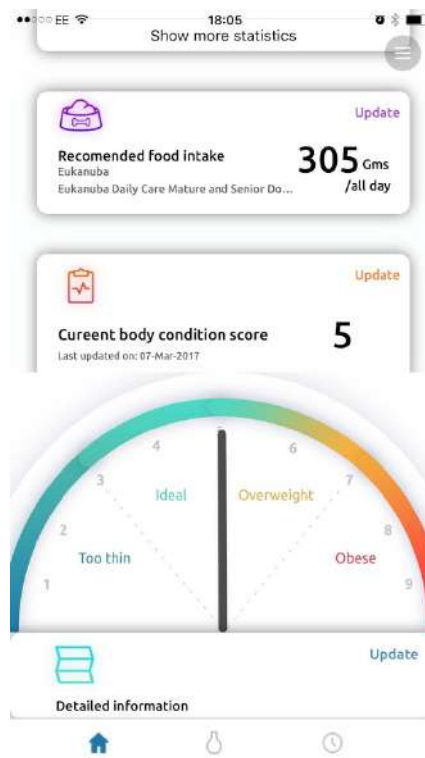 EE 18:05
Show more statistics
Update
Recomended food intake
Eukanuba
Eukanuba Daily Care Mature and Senior Do...
305 Gms
/all day
Update
Cureent body condition score
5
Last updated on: 07-Mar-2017
4
6
3
7
Ideal
Overweight
2
8
Too thin
Obese
1
9
Update
Detailed information